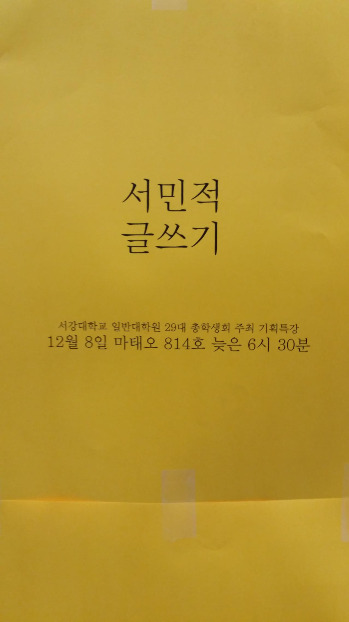 서민적
글쓰기
서강대학교 일반대학원 29대 총학생회 주최 기획특강
12월 8일 마태오 814호 늦은 6시 30분